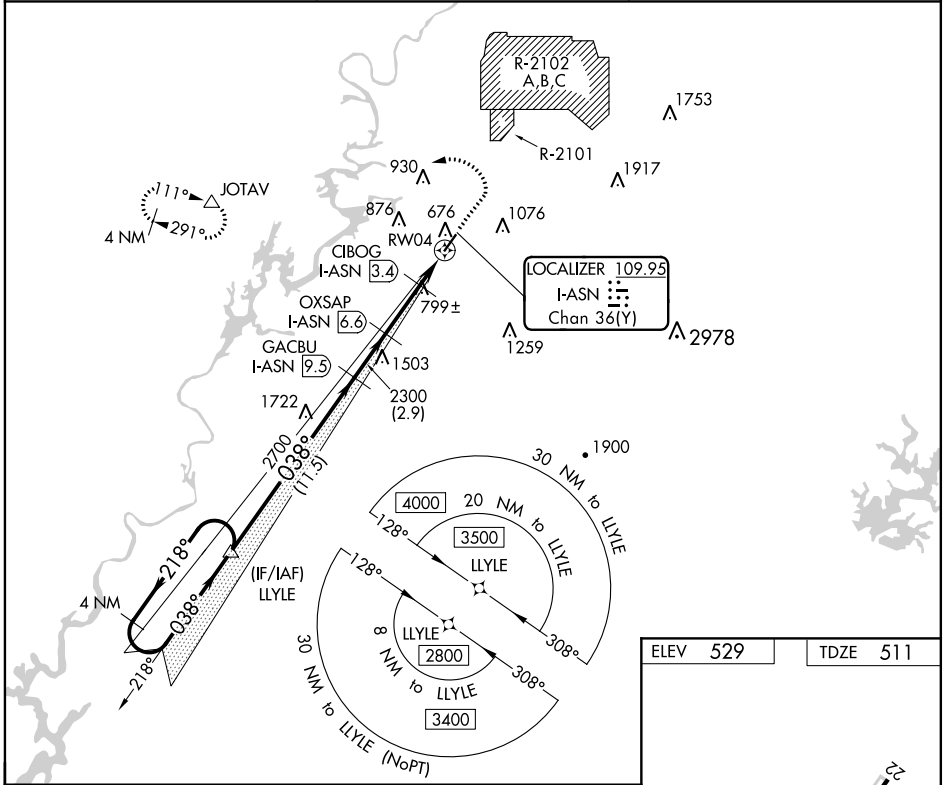 R-2102
A,B,C
1753
R-2101
930
1917
111°
JOTAV
291°
4 NM
876
676
1076
RW04
CIBOG
I-ASN 3.4
LOCALIZER 109.95
I-ASN
Chan 36(Y)
799±
OXSAP
I-ASN 6.6
2978
1259
GACBU
I-ASN 9.5
1503
2300
(2.9)
1722
2700
038°
(11.5)
1900
30 NM to LLYLE
4000
20 NM to LLYLE
128°
3500
LLYLE
218°
(IF/IAF)
LLYLE
128°
4 NM
038°
LLYLE
308°
2800
8 NM to LLYLE
308°
218°
3400
30 NM to LLYLE (NoPT)
ELEV 529
TDZE 511
22